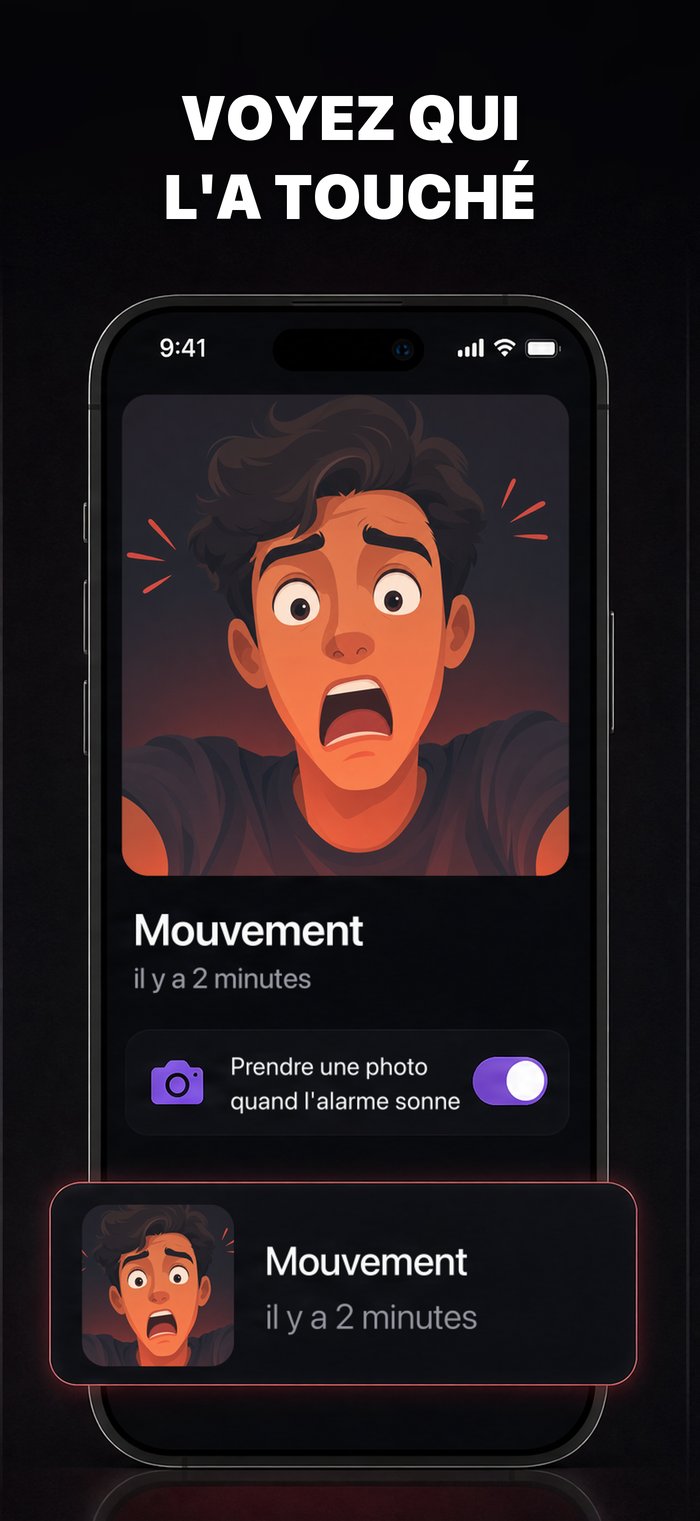 VOYEZ QUI
L'A TOUCHÉ
9:41
Mouvement
il y a 2 minutes
Prendre une photo
quand l'alarme sonne
Mouvement
il y a 2 minutes